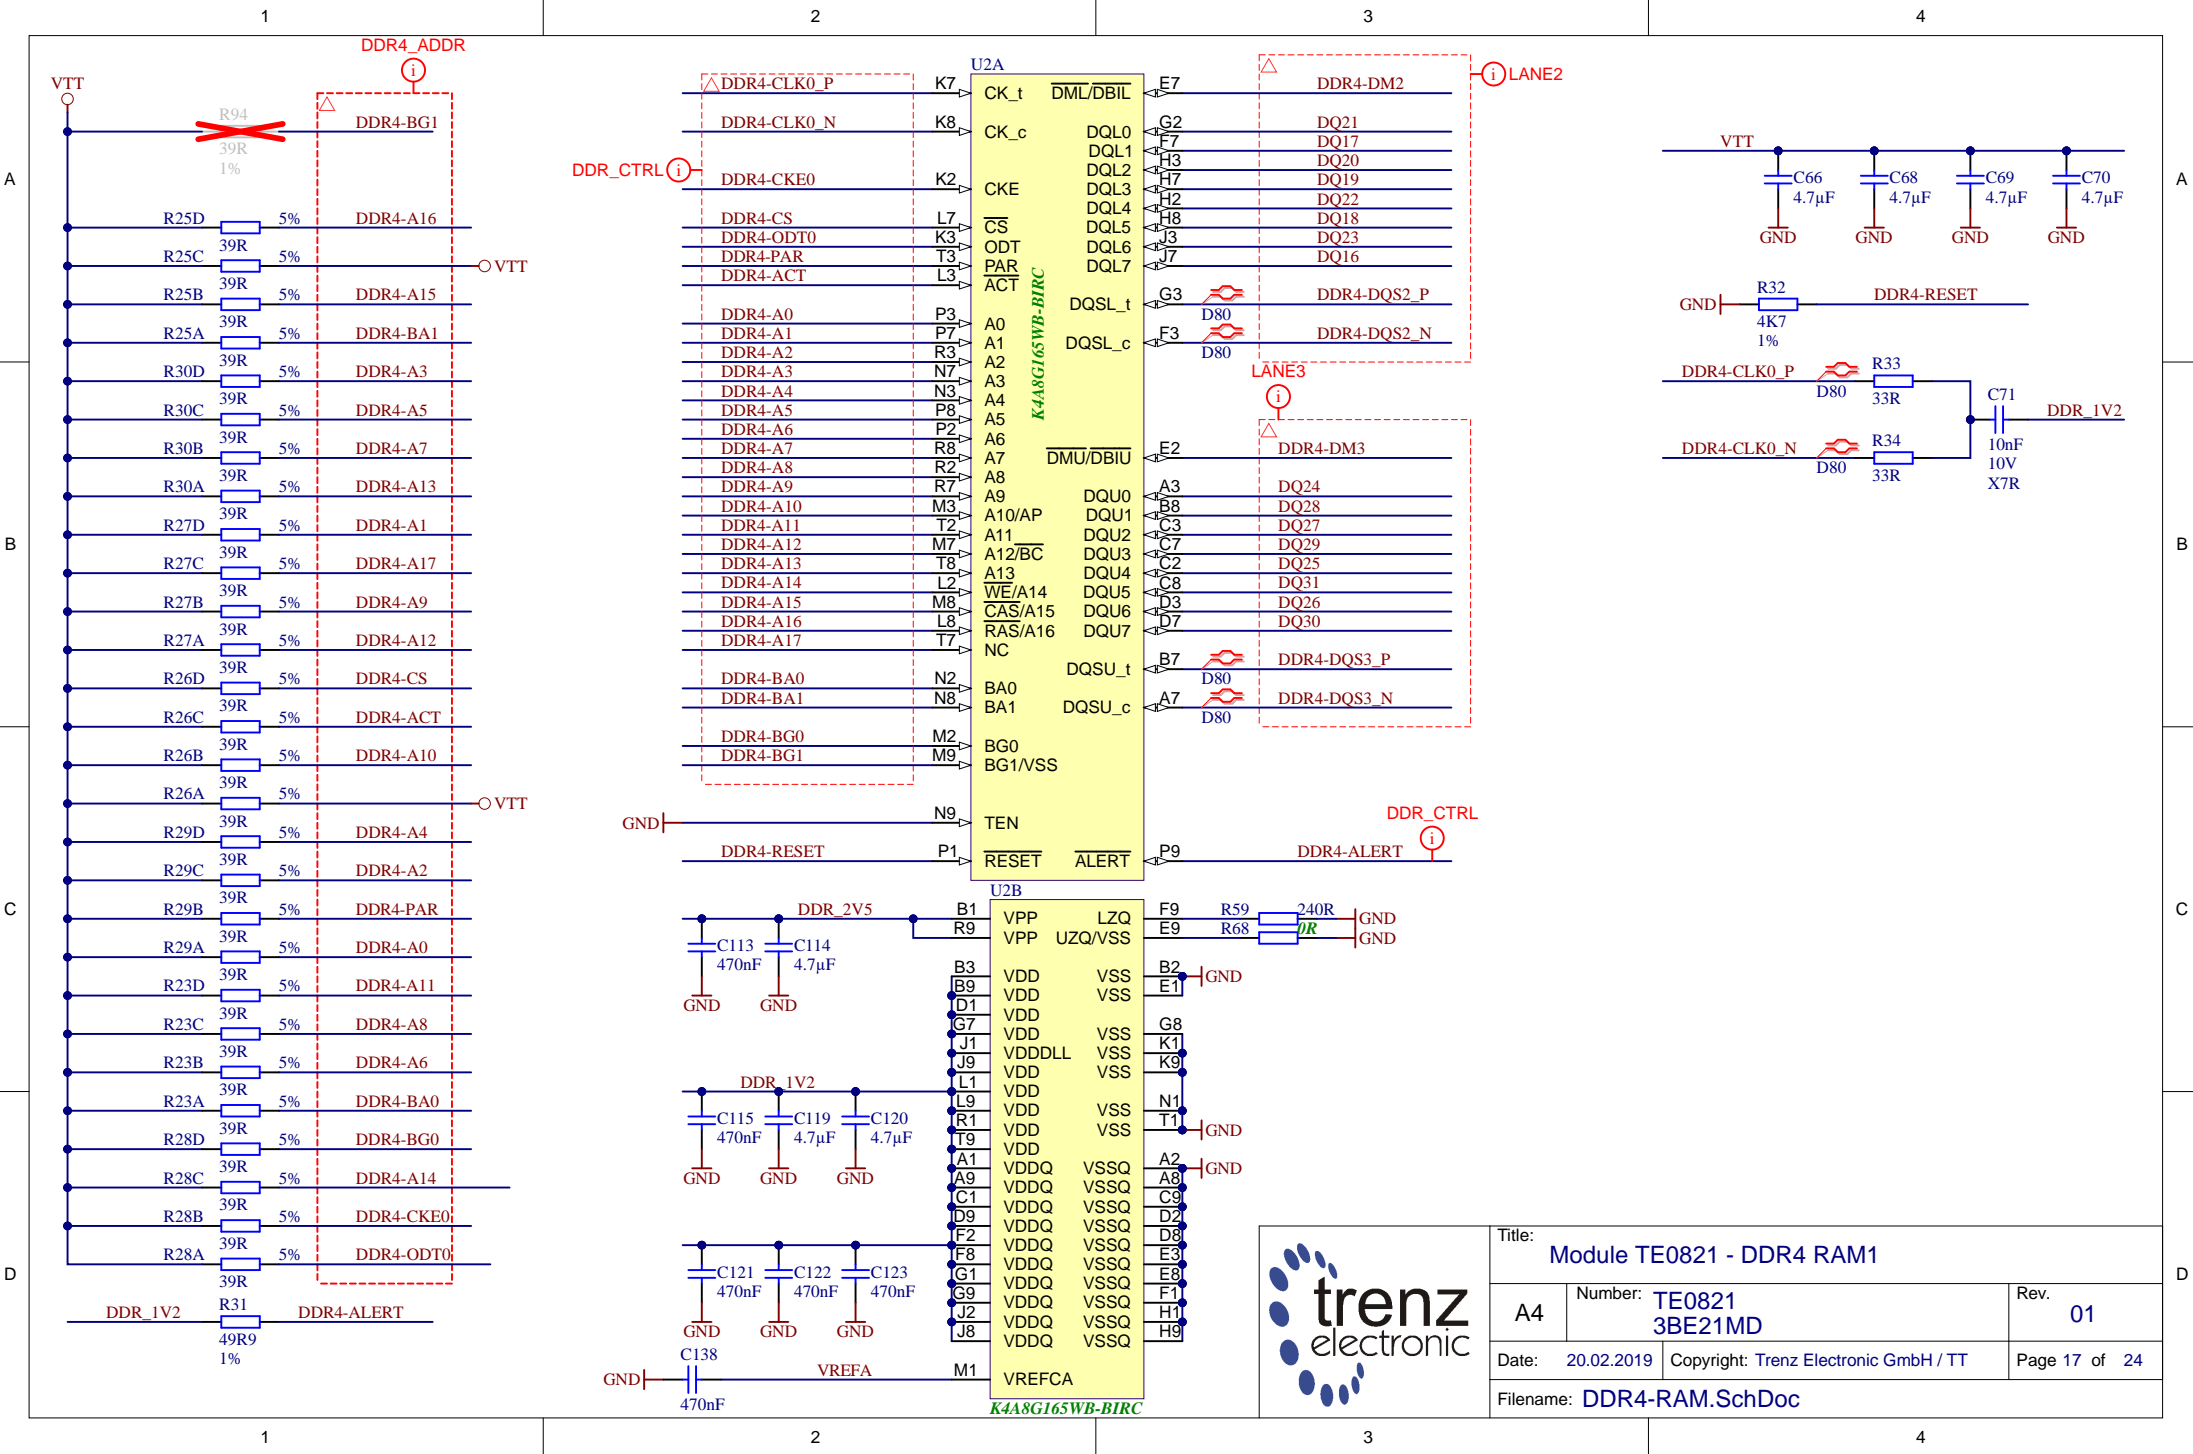 1 2 3 4
A
B
C
D
DDR4_ADDR
i
VTT
R94
39R
1%
DDR4-BG1
R25D 5% DDR4-A16
39R
R25C 5% VTT
39R
R25B 5% DDR4-A15
39R
R25A 5% DDR4-BA1
39R
R30D 5% DDR4-A3
39R
R30C 5% DDR4-A5
39R
R30B 5% DDR4-A7
39R
R30A 5% DDR4-A13
39R
R27D 5% DDR4-A1
39R
R27C 5% DDR4-A17
39R
R27B 5% DDR4-A9
39R
R27A 5% DDR4-A12
39R
R26D 5% DDR4-CS
39R
R26C 5% DDR4-ACT
39R
R26B 5% DDR4-A10
39R
R26A 5% VTT
39R
R29D 5% DDR4-A4
39R
R29C 5% DDR4-A2
39R
R29B 5% DDR4-PAR
39R
R29A 5% DDR4-A0
39R
R23D 5% DDR4-A11
39R
R23C 5% DDR4-A8
39R
R23B 5% DDR4-A6
39R
R23A 5% DDR4-BA0
39R
R28D 5% DDR4-BG0
39R
R28C 5% DDR4-A14
39R
R28B 5% DDR4-CKE0
39R
R28A 5% DDR4-ODT0
39R
DDR_1V2 R31 DDR4-ALERT
49R9
1%
DDR_CTRL i
U2A
K4A8G165WB-BIRC
DDR4-CLK0_P K7 CK_t
DDR4-CLK0_N K8 CK_c
DDR4-CKE0 K2 CKE
DDR4-CS L7 CS
DDR4-ODT0 K3 ODT
DDR4-PAR T3 PAR
DDR4-ACT L3 ACT
DDR4-A0 P3 A0
DDR4-A1 P7 A1
DDR4-A2 R3 A2
DDR4-A3 N7 A3
DDR4-A4 N3 A4
DDR4-A5 P8 A5
DDR4-A6 P2 A6
DDR4-A7 R8 A7
DDR4-A8 R2 A8
DDR4-A9 R7 A9
DDR4-A10 M3 A10/AP
DDR4-A11 T2 A11
DDR4-A12 M7 A12/BC
DDR4-A13 T8 A13
DDR4-A14 L2 WE/A14
DDR4-A15 M8 CAS/A15
DDR4-A16 L8 RAS/A16
DDR4-A17 T7 NC
DDR4-BA0 N2 BA0
DDR4-BA1 N8 BA1
DDR4-BG0 M2 BG0
DDR4-BG1 M9 BG1/VSS
GND N9 TEN
DDR4-RESET P1 RESET
i LANE2
DML/DBIL E7 DDR4-DM2
DQL0 G2 DQ21
DQL1 F7 DQ17
DQL2 H3 DQ20
DQL3 H7 DQ19
DQL4 H2 DQ22
DQL5 H8 DQ18
DQL6 J3 DQ23
DQL7 J7 DQ16
DQSL_t G3 D80 DDR4-DQS2_P
DQSL_c F3 D80 DDR4-DQS2_N
LANE3
i
DMU/DBIU E2 DDR4-DM3
DQU0 A3 DQ24
DQU1 B8 DQ28
DQU2 C3 DQ27
DQU3 C7 DQ29
DQU4 C2 DQ25
DQU5 C8 DQ31
DQU6 D3 DQ26
DQU7 D7 DQ30
DQSU_t B7 D80 DDR4-DQS3_P
DQSU_c A7 D80 DDR4-DQS3_N
DDR_CTRL
i
ALERT P9 DDR4-ALERT
U2B
DDR_2V5 B1 VPP
R9 VPP
C113 C114
470nF 4.7µF
GND GND
B3 VDD
B9 VDD
D1 VDD
G7 VDD
J1 VDDDLL
J9 VDD
DDR_1V2 L1 VDD
L9 VDD
R1 VDD
T9 VDD
C115 C119 C120
470nF 4.7µF 4.7µF
GND GND GND
A1 VDDQ
A9 VDDQ
C1 VDDQ
D9 VDDQ
F2 VDDQ
F8 VDDQ
G1 VDDQ
G9 VDDQ
J2 VDDQ
J8 VDDQ
C121 C122 C123
470nF 470nF 470nF
GND GND GND
C138
GND VREFA M1 VREFCA
470nF
K4A8G165WB-BIRC
LZQ F9 R59 240R GND
UZQ/VSS E9 R68 0R GND
VSS B2 GND
VSS E1
VSS G8
VSS K1
VSS K9
VSS N1
VSS T1 GND
VSSQ A2 GND
VSSQ A8
VSSQ C9
VSSQ D2
VSSQ D8
VSSQ E3
VSSQ E8
VSSQ F1
VSSQ H1
VSSQ H9
VTT
C66 C68 C69 C70
4.7µF 4.7µF 4.7µF 4.7µF
GND GND GND GND
GND R32 DDR4-RESET
4K7
1%
DDR4-CLK0_P D80 R33
33R
C71 DDR_1V2
10nF
10V
X7R
DDR4-CLK0_N D80 R34
33R
trenz
electronic
Title:
Module TE0821 - DDR4 RAM1
A4
Number: TE0821
3BE21MD
Rev.
01
Date: 20.02.2019 Copyright: Trenz Electronic GmbH / TT Page 17 of 24
Filename: DDR4-RAM.SchDoc
A
B
C
D
1 2 3 4